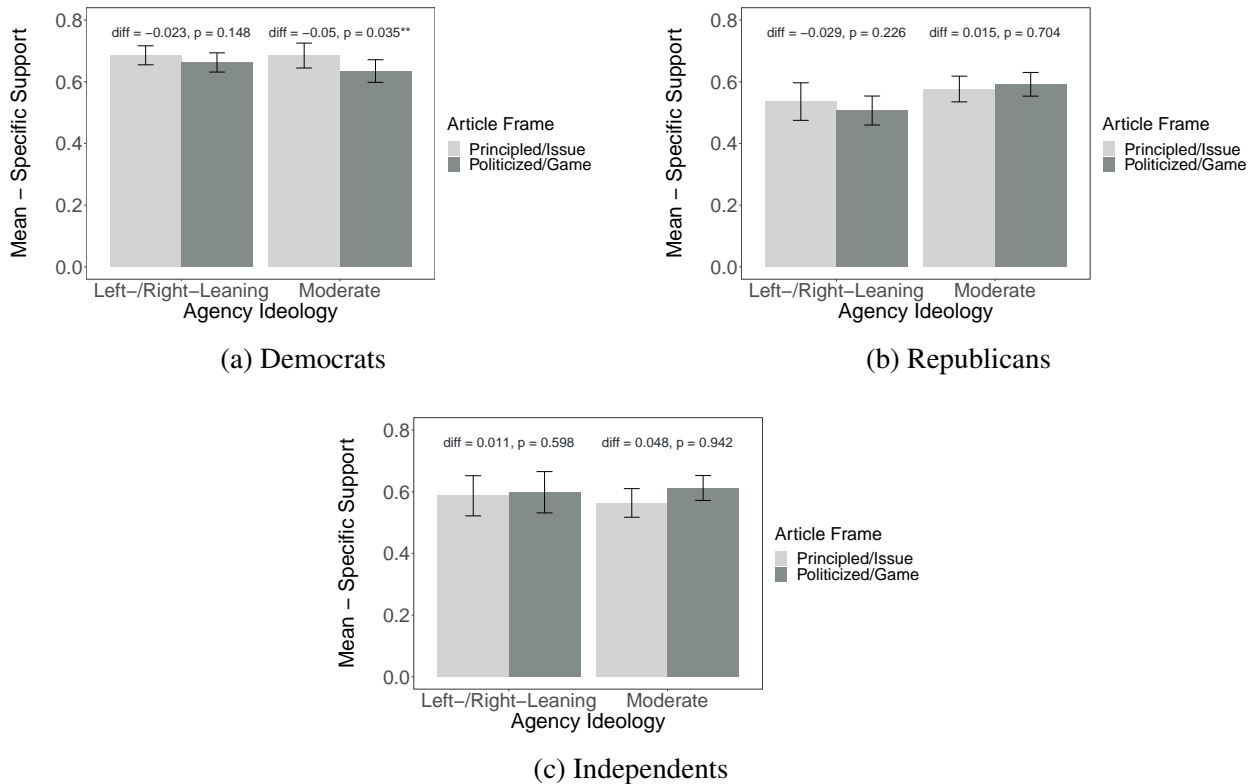 0.8
0.6
0.4
0.2
0.0
Mean − Specific Support
diff = −0.023, p = 0.148
diff = −0.05, p = 0.035**
Left−/Right−Leaning
Moderate
Agency Ideology
Article Frame
Principled/Issue
Politicized/Game
(a) Democrats
0.8
0.6
0.4
0.2
0.0
Mean − Specific Support
diff = −0.029, p = 0.226
diff = 0.015, p = 0.704
Left−/Right−Leaning
Moderate
Agency Ideology
Article Frame
Principled/Issue
Politicized/Game
(b) Republicans
0.8
0.6
0.4
0.2
0.0
Mean − Specific Support
diff = 0.011, p = 0.598
diff = 0.048, p = 0.942
Left−/Right−Leaning
Moderate
Agency Ideology
Article Frame
Principled/Issue
Politicized/Game
(c) Independents